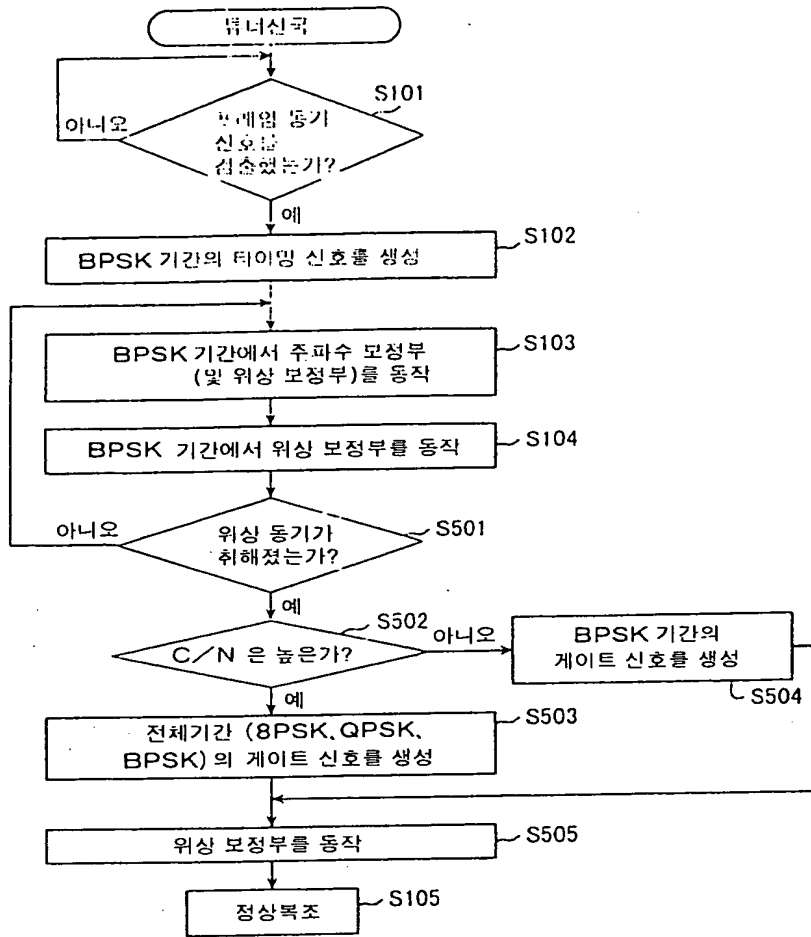 튜너선국
S101
아니오
프레임 동기
신호를
검출했는가?
예
S102
BPSK 기간의 타이밍 신호를 생성
S103
BPSK 기간에서 주파수 보정부
(및 위상 보정부)를 동작
S104
BPSK 기간에서 위상 보정부를 동작
S501
아니오
위상 동기가
취해졌는가?
예
S502
C/N 은 높은가?
아니오
BPSK 기간의
게이트 신호를 생성
S504
예
S503
전체기간 (8PSK, QPSK,
BPSK) 의 게이트 신호를 생성
S505
위상 보정부를 동작
S105
정상복조